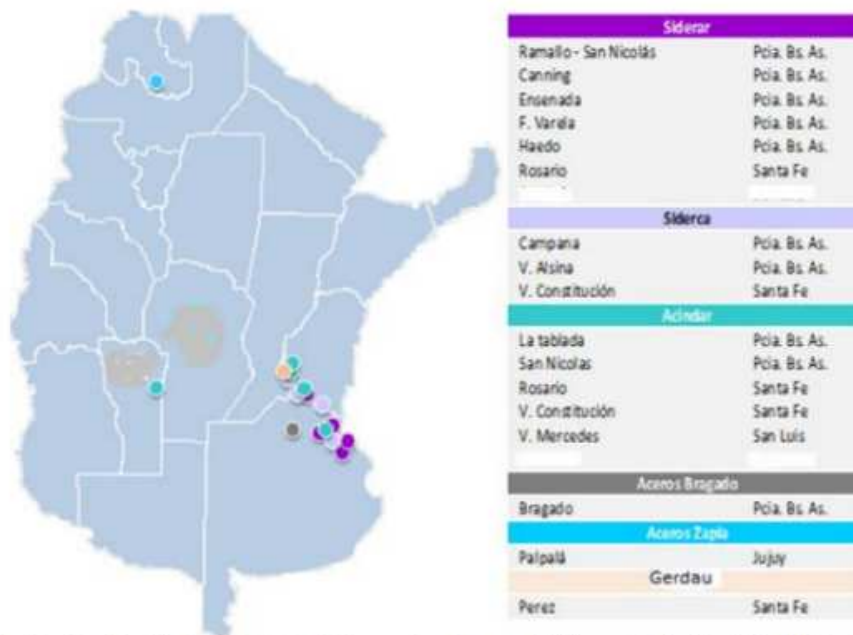 Siderar
Ramallo - San Nicolás Pcia. Bs. As.
Canning Pcia. Bs. As.
Ensenada Pcia. Bs. As.
F. Varela Pcia. Bs. As.
Haedo Pcia. Bs. As.
Rosario Santa Fe
Siderca
Campana Pcia. Bs. As.
V. Alsina Pcia. Bs. As.
V. Constitución Santa Fe
Acindar
La tablada Pcia. Bs. As.
San Nicolas Pcia. Bs. As.
Rosario Santa Fe
V. Constitución Santa Fe
V. Mercedes San Luis
Aceros Bragado
Bragado Pcia. Bs. As.
Aceros Zapla
Palpalá Jujuy
Gerdau
Perez Santa Fe